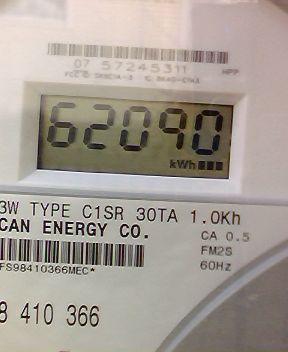 07 57245311
HPP
62090
kWh
3W TYPE C1SR 30TA 1.0Kh
CAN ENERGY CO.
CA 0.5
FM2S
FS98410366MEC*
60Hz
8 410 366